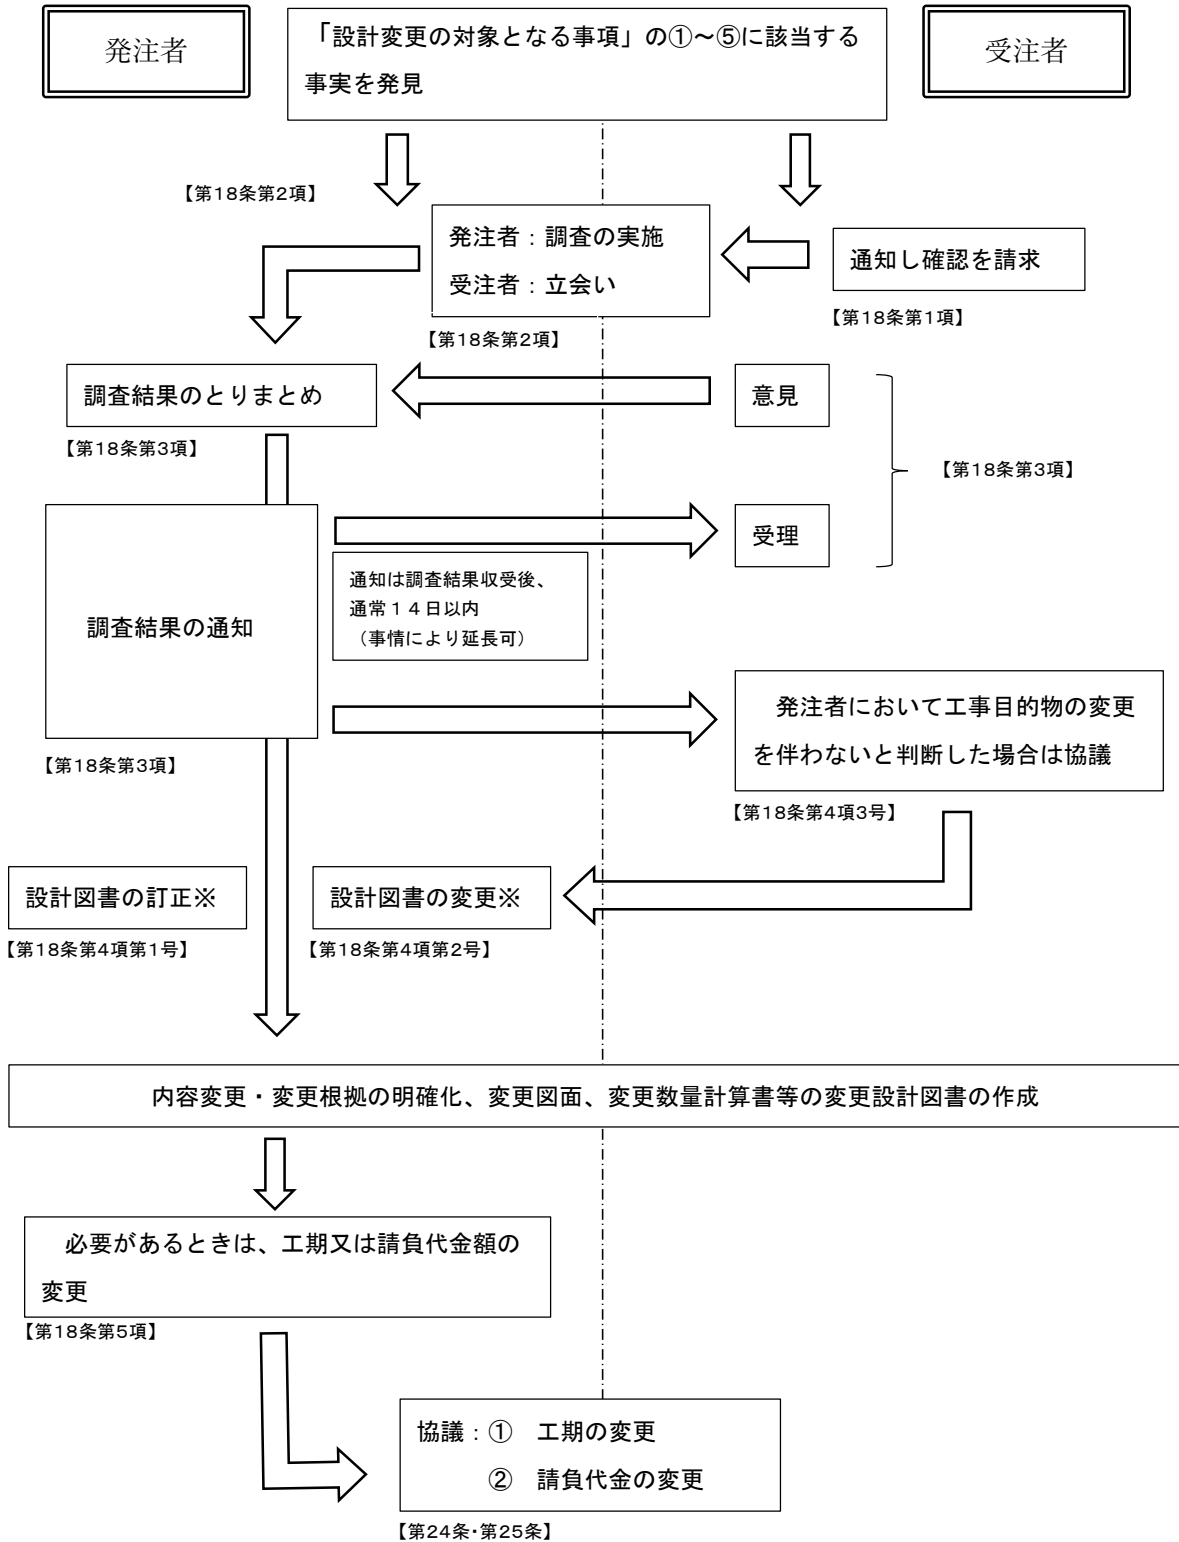 発注者
「設計変更の対象となる事項」の①～⑤に該当する
事実を発見
受注者
【第18条第2項】
発注者：調査の実施
受注者：立会い
【第18条第2項】
通知し確認を請求
【第18条第1項】
調査結果のとりまとめ
【第18条第3項】
意見
【第18条第3項】
受理
調査結果の通知
【第18条第3項】
通知は調査結果収受後、
通常１４日以内
（事情により延長可）
発注者において工事目的物の変更
を伴わないと判断した場合は協議
【第18条第4項3号】
設計図書の訂正※
【第18条第4項第1号】
設計図書の変更※
【第18条第4項第2号】
内容変更・変更根拠の明確化、変更図面、変更数量計算書等の変更設計図書の作成
必要があるときは、工期又は請負代金額の
変更
【第18条第5項】
協議：①　工期の変更
②　請負代金の変更
【第24条・第25条】